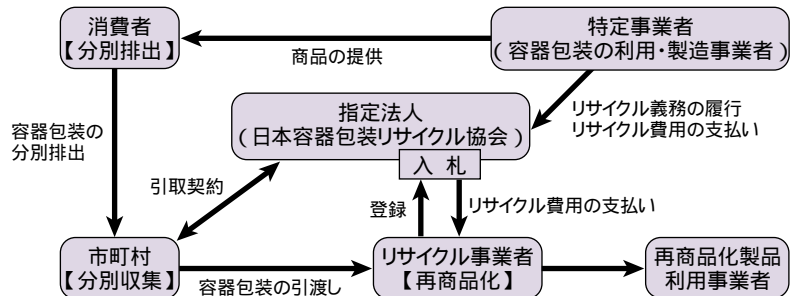 消費者
【分別排出】
特定事業者
(容器包装の利用・製造事業者)
商品の提供
容器包装の
分別排出
指定法人
(日本容器包装リサイクル協会)
入 札
リサイクル義務の履行
リサイクル費用の支払い
引取契約
登録
リサイクル費用の支払い
市町村
【分別収集】
容器包装の引渡し
リサイクル事業者
【再商品化】
再商品化製品
利用事業者